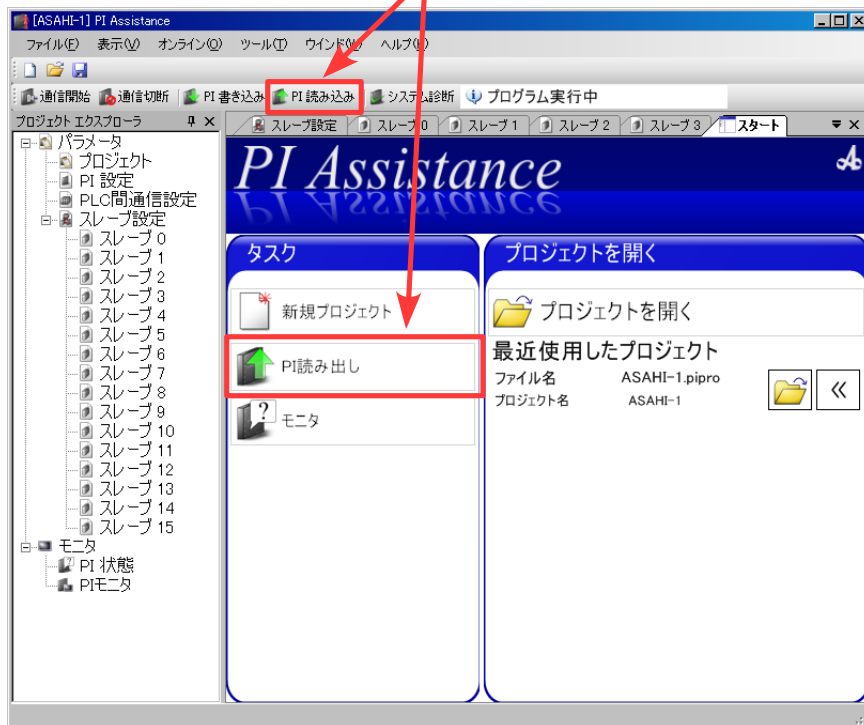 [ASAHI-1] PI Assistance
ファイル(F) 表示(V) オンライン(O) ツール(T) ウインドウ(W) ヘルプ(H)
通信開始 通信切断 PI 書き込み PI 読み込み システム診断 プログラム実行中
プロジェクト エクスプローラ
スレーブ設定 スレーブ 0 スレーブ 1 スレーブ 2 スレーブ 3 スタート
パラメータ
プロジェクト
PI 設定
PLC間通信設定
スレーブ設定
スレーブ 0
スレーブ 1
スレーブ 2
スレーブ 3
スレーブ 4
スレーブ 5
スレーブ 6
スレーブ 7
スレーブ 8
スレーブ 9
スレーブ 10
スレーブ 11
スレーブ 12
スレーブ 13
スレーブ 14
スレーブ 15
モニタ
PI 状態
PIモニタ
PI Assistance
タスク
新規プロジェクト
PI読み出し
モニタ
プロジェクトを開く
プロジェクトを開く
最近使用したプロジェクト
ファイル名 ASAHI-1.pipro
プロジェクト名 ASAHI-1